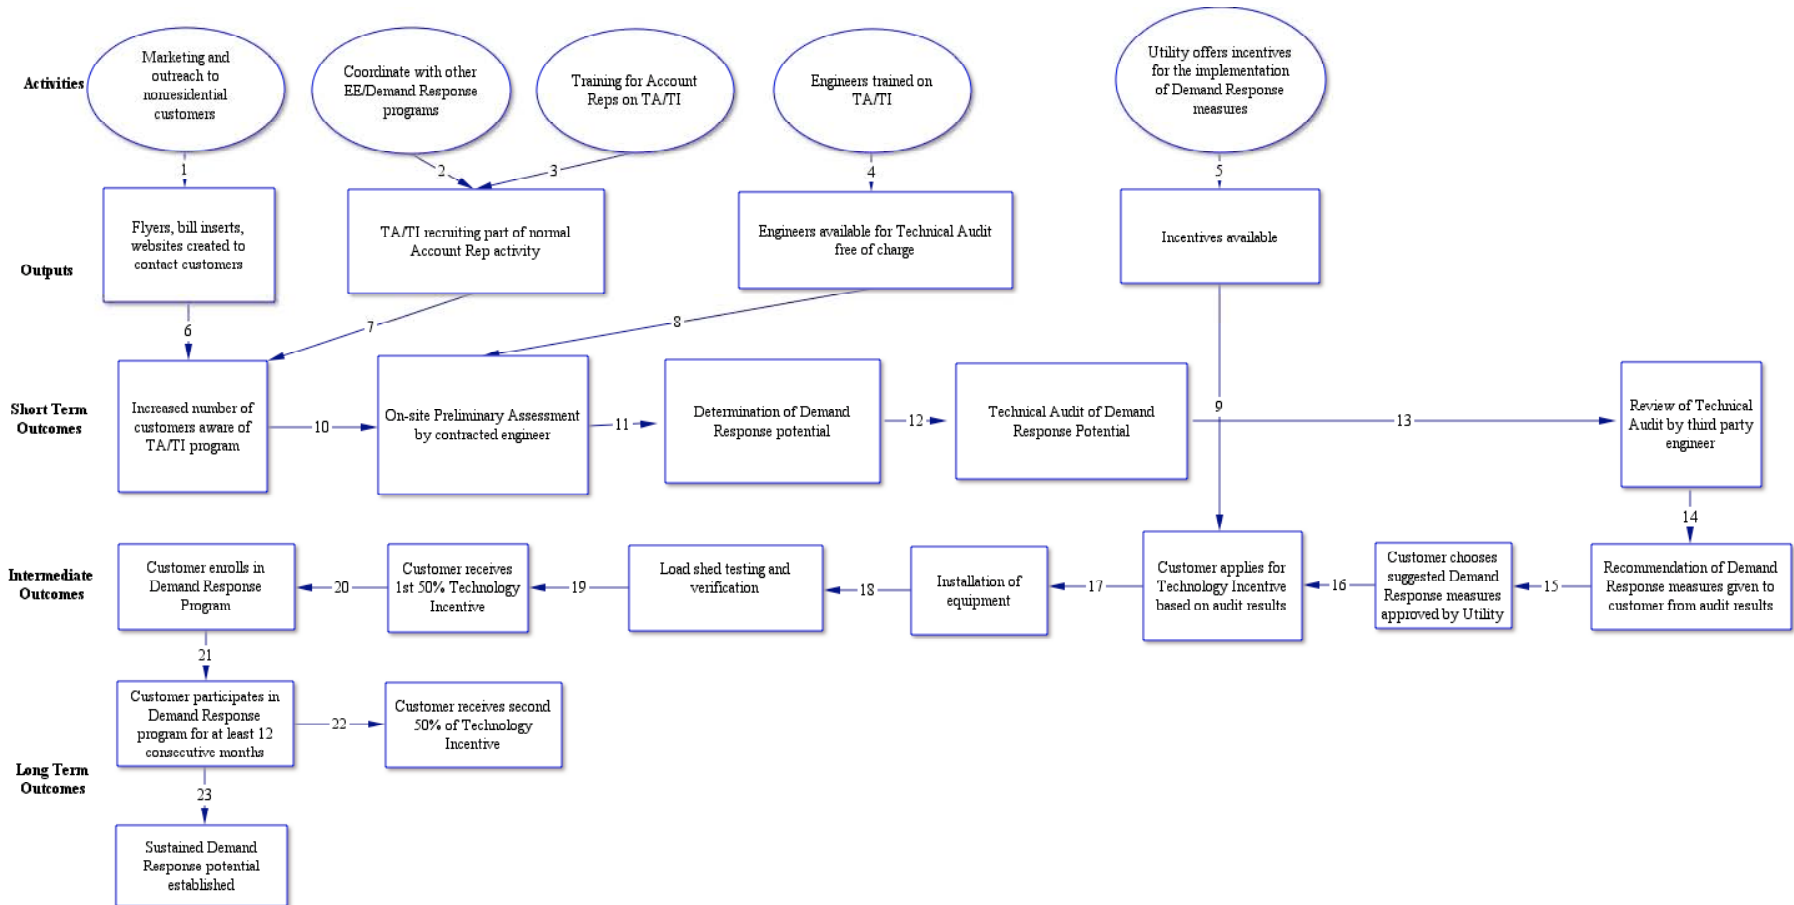 Activities
Marketing and
outreach to
nonresidential
customers
Coordinate with other
EE/Demand Response
programs
Training for Account
Reps on TA/TI
Engineers trained on
TA/TI
Utility offers incentives
for the implementation
of Demand Response
measures
1
2
3
4
5
Outputs
Flyers, bill inserts,
websites created to
contact customers
TA/TI recruiting part of normal
Account Rep activity
Engineers available for Technical Audit
free of charge
Incentives available
6
7
8
9
Short Term
Outcomes
Increased number of
customers aware of
TA/TI program
10
On-site Preliminary Assessment
by contracted engineer
11
Determination of Demand
Response potential
12
Technical Audit of Demand
Response Potential
13
Review of Technical
Audit by third party
engineer
14
Intermediate
Outcomes
Customer enrolls in
Demand Response
Program
20
Customer receives
1st 50% Technology
Incentive
19
Load shed testing and
verification
18
Installation of
equipment
17
Customer applies for
Technology Incentive
based on audit results
16
Customer chooses
suggested Demand
Response measures
approved by Utility
15
Recommendation of Demand
Response measures given to
customer from audit results
21
Customer participates in
Demand Response
program for at least 12
consecutive months
22
Customer receives second
50% of Technology
Incentive
Long Term
Outcomes
23
Sustained Demand
Response potential
established